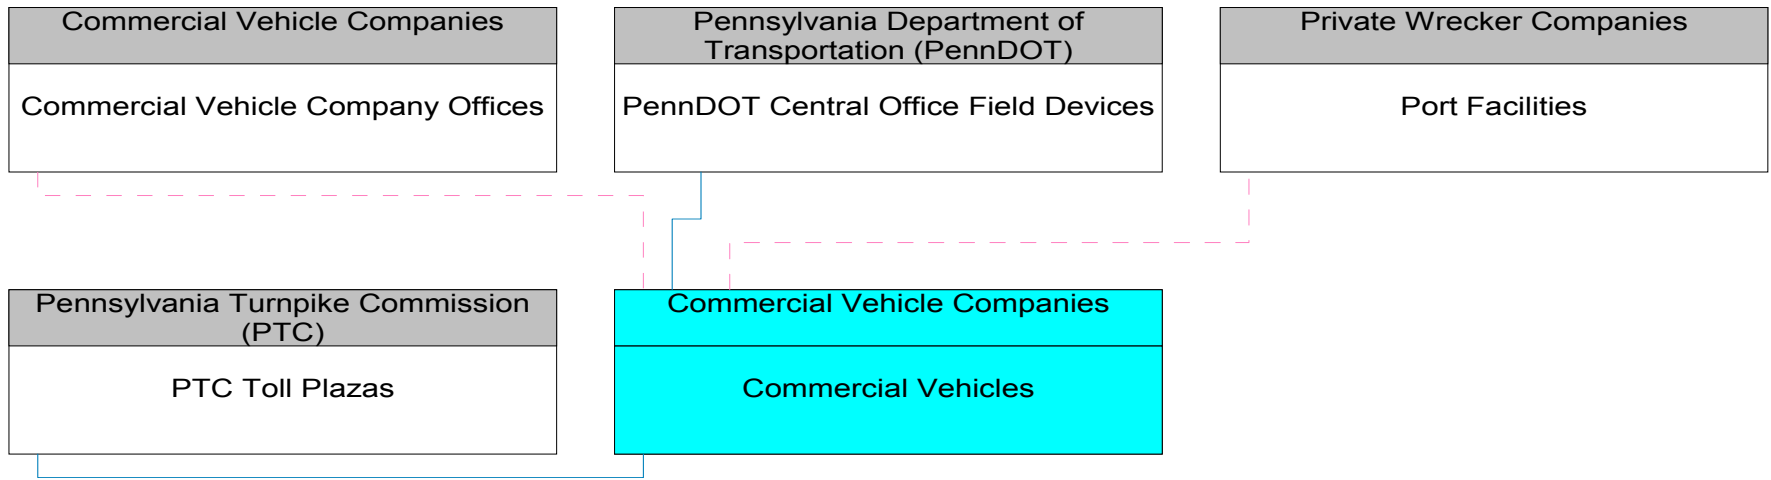 Commercial Vehicle Companies
Commercial Vehicle Company Offices
Pennsylvania Department of
Transportation (PennDOT)
PennDOT Central Office Field Devices
Private Wrecker Companies
Port Facilities
Pennsylvania Turnpike Commission
(PTC)
PTC Toll Plazas
Commercial Vehicle Companies
Commercial Vehicles